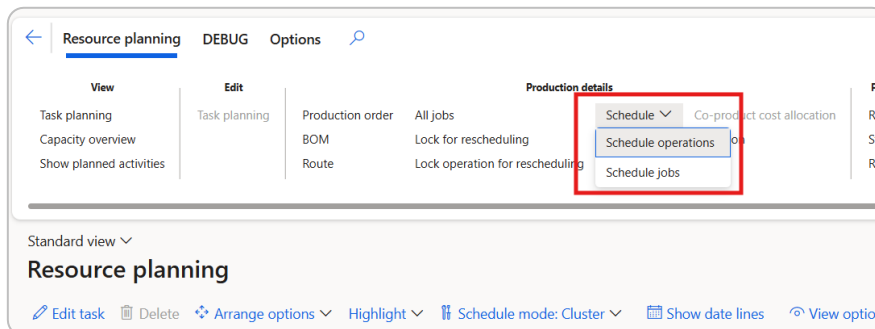 Resource planning DEBUG Options
View Edit Production details
Task planning Task planning Production order All jobs Schedule Co-product cost allocation
Capacity overview BOM Lock for rescheduling Schedule operations
Show planned activities Route Lock operation for rescheduling Schedule jobs
Standard view
Resource planning
Edit task Delete Arrange options Highlight Schedule mode: Cluster Show date lines View optio